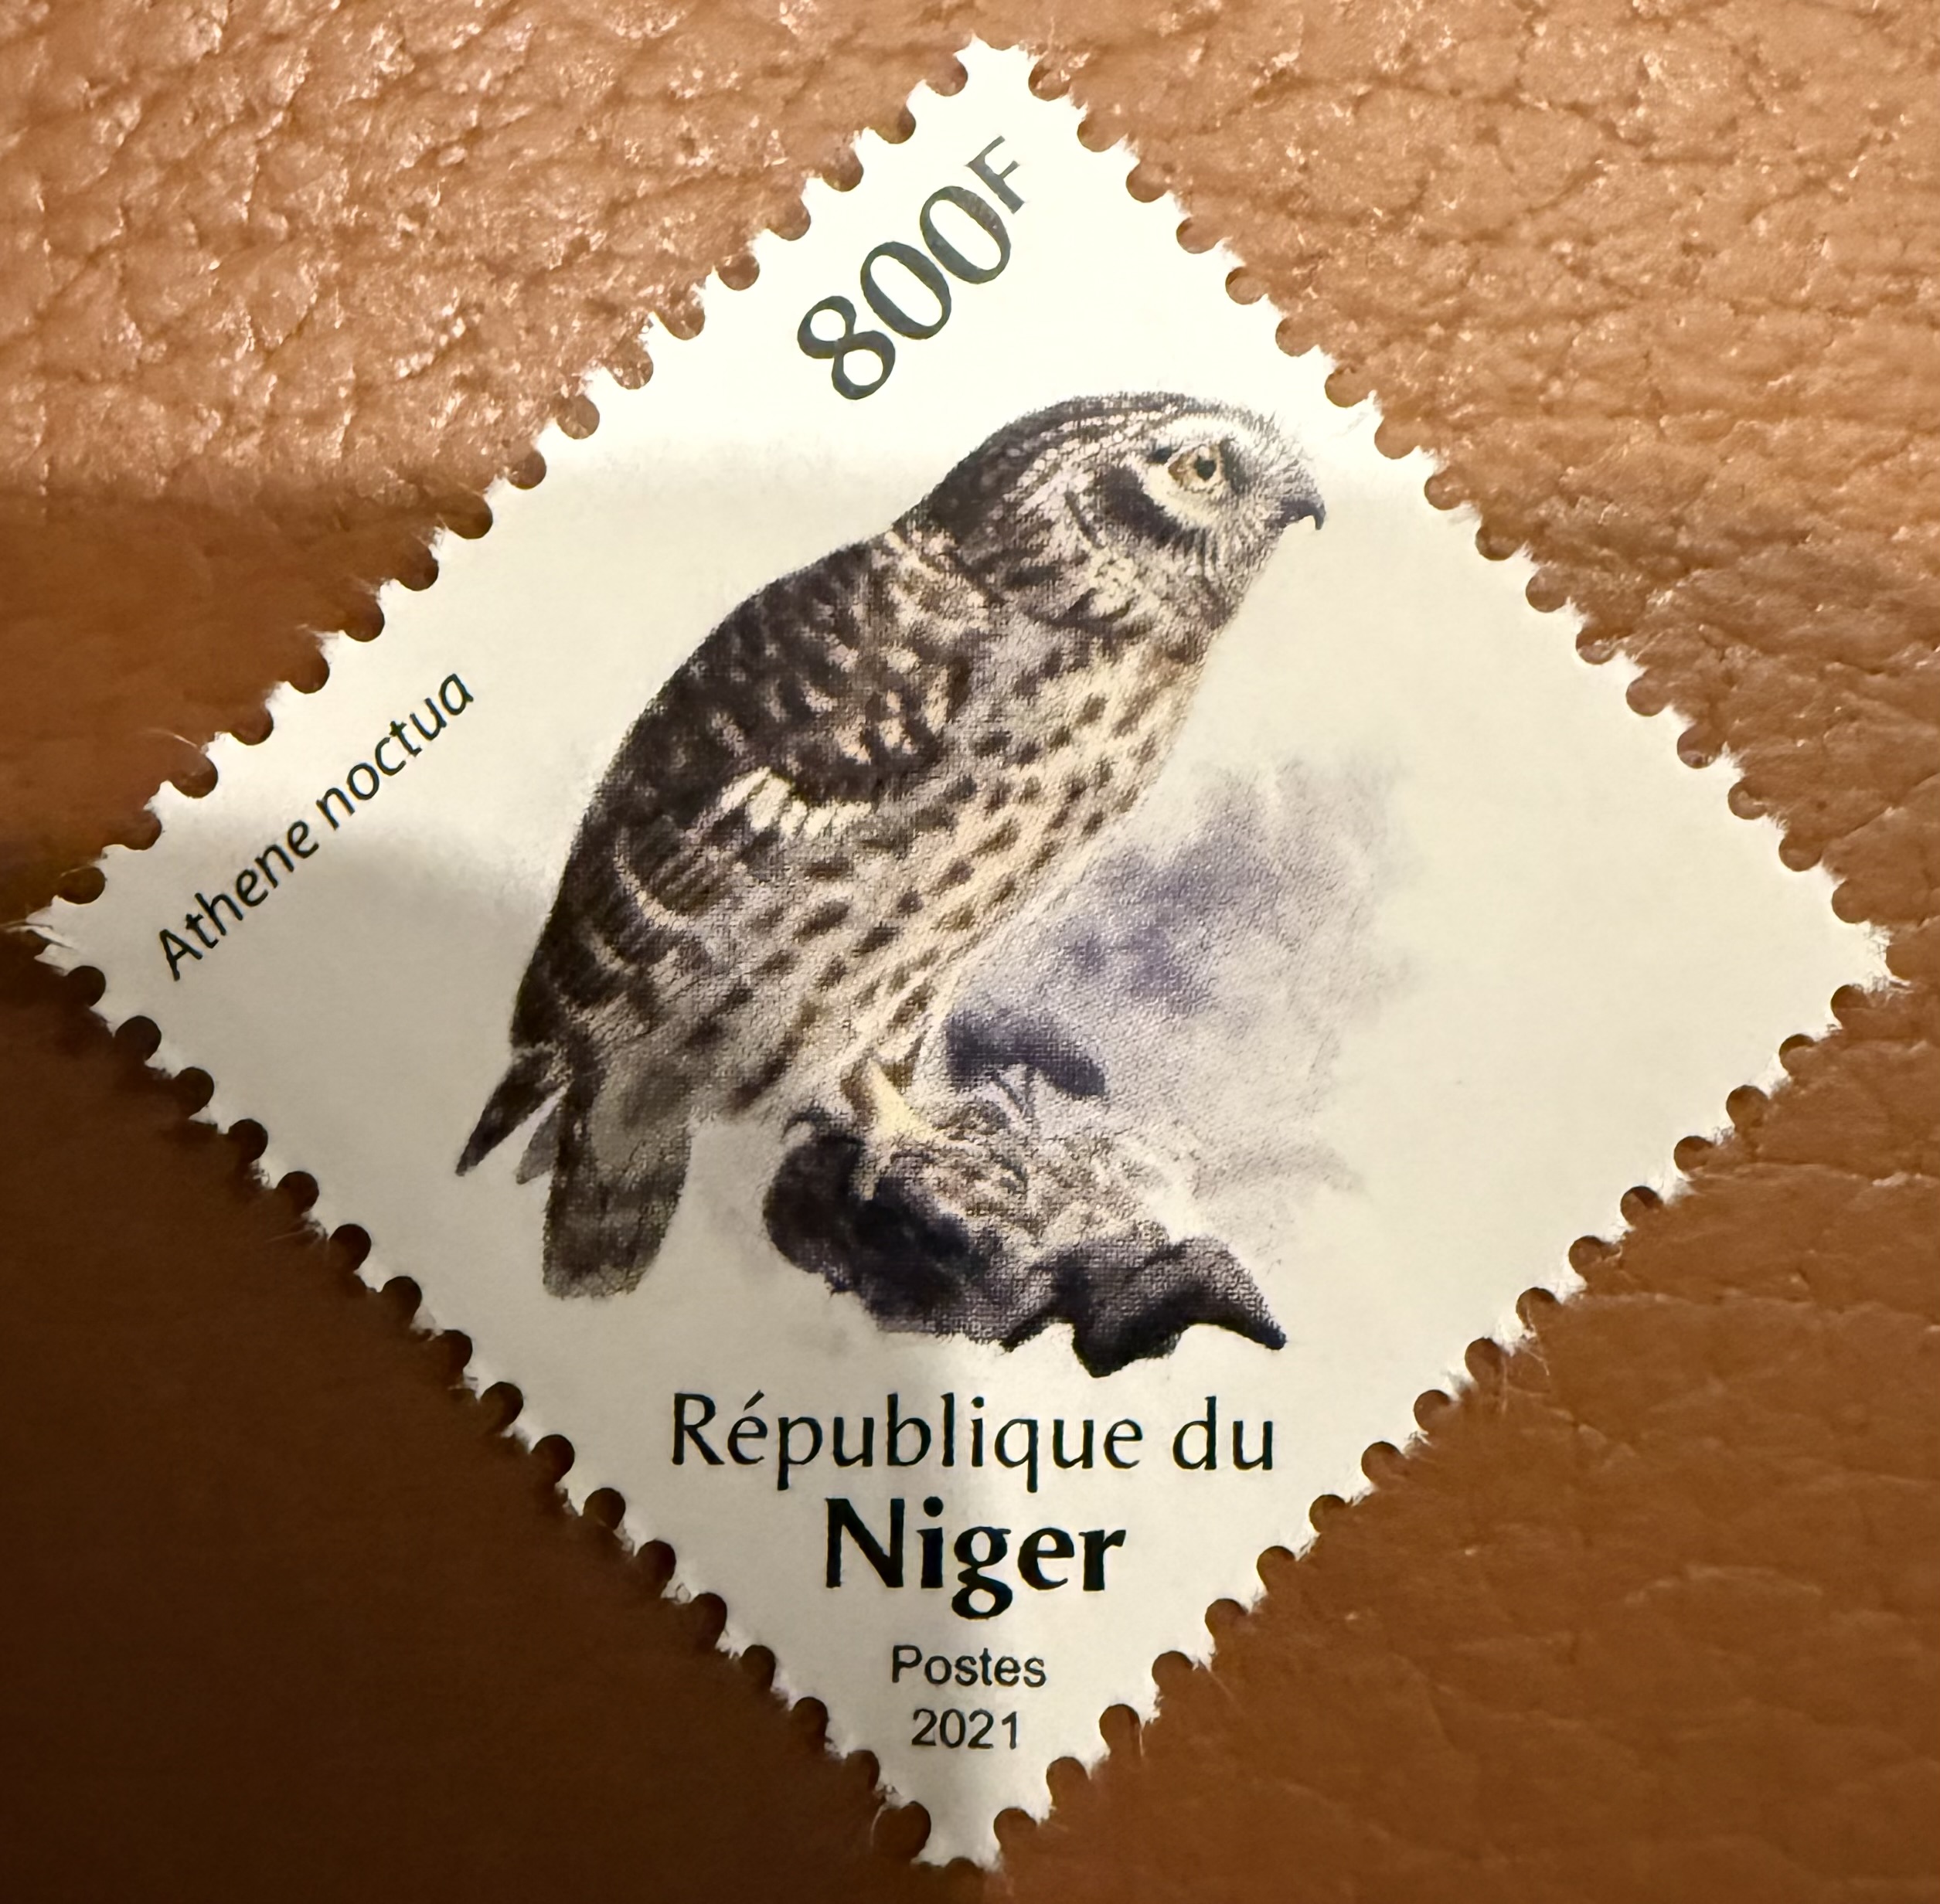 800F
Athene noctua
République du
Niger
Postes
2021